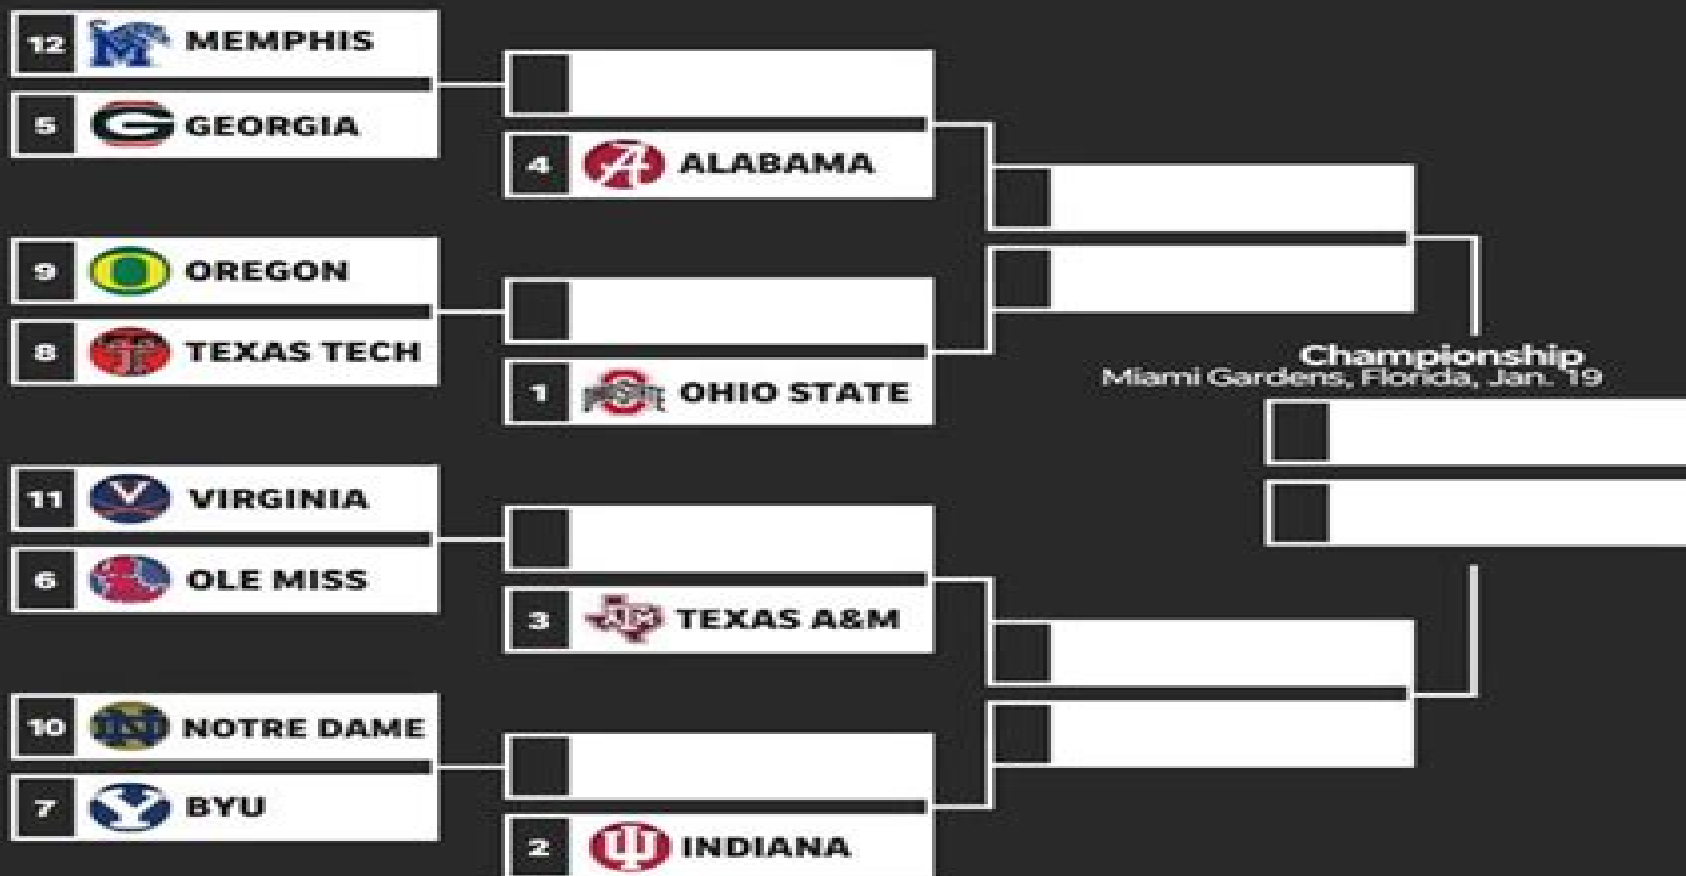 12 MEMPHIS
5 GEORGIA
4 ALABAMA
9 OREGON
8 TEXAS TECH
1 OHIO STATE
Championship
Miami Gardens, Florida, Jan. 19
11 VIRGINIA
6 OLE MISS
3 TEXAS A&M
10 NOTRE DAME
7 BYU
2 INDIANA